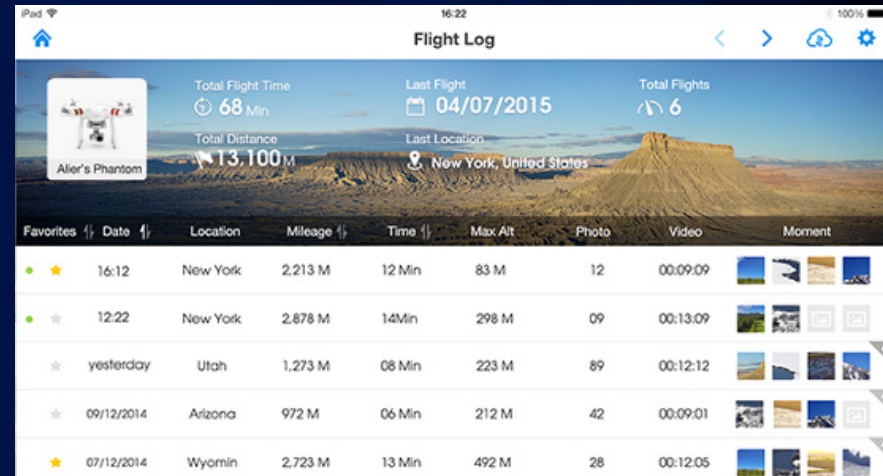 iPad 16:22 100%
Flight Log
Total Flight Time Last Flight Total Flights
68 Min 04/07/2015 6
Total Distance Last Location
13,100 M New York, United States
Alier's Phantom
Favorites Date Location Mileage Time Max Alt Photo Video Moment
16:12 New York 2,213 M 12 Min 83 M 12 00:09:09
12:22 New York 2,878 M 14Min 298 M 09 00:13:09
yesterday Utah 1,273 M 08 Min 223 M 89 00:12:12
09/12/2014 Arizona 972 M 06 Min 212 M 42 00:09:01
07/12/2014 Wyomin 2,723 M 13 Min 492 M 28 00:12:05